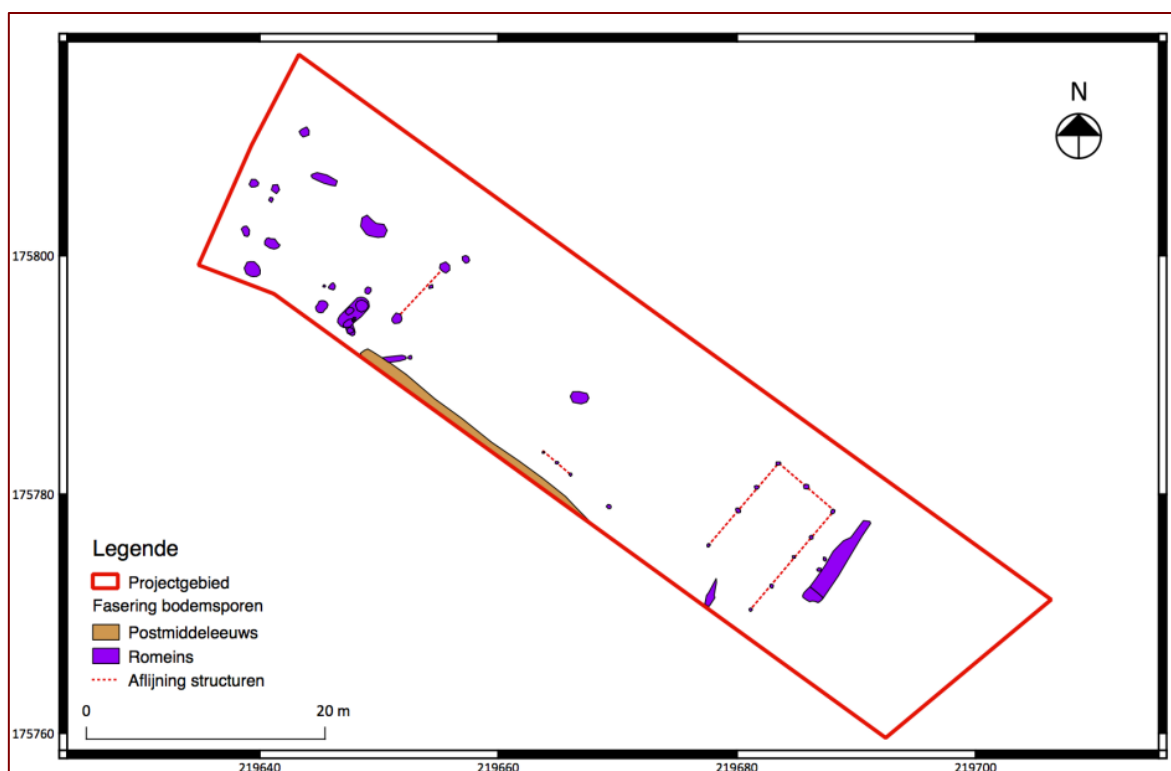 N
175800
175780
175760
Legende
Projectgebied
Fasering bodemsporen
Postmiddeleeuws
Romeins
Aflijning structuren
0 20 m
219640 219660 219680 219700